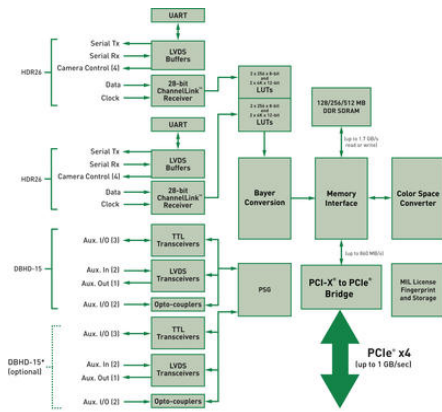 UART
Serial Tx
Serial Rx
Camera Control (4)
LVDS
Buffers
HDR26
Data
Clock
28-bit
ChannelLink™
Receiver
2 x 256 x 8-bit
and
2 x 4K x 12-bit
LUTs
2 x 256 x 8-bit
and
2 x 4K x 12-bit
LUTs
128/256/512 MB
DDR SDRAM
(up to 1.7 GB/s
read or write)
UART
Serial Tx
Serial Rx
Camera Control (4)
LVDS
Buffers
HDR26
Data
Clock
28-bit
ChannelLink™
Receiver
Bayer
Conversion
Memory
Interface
Color Space
Converter
(up to 860 MB/s)
DBHD-15
Aux. I/O (3)
TTL
Transceivers
Aux. In (2)
Aux. Out (1)
LVDS
Transceivers
Aux. I/O (2)
Opto-couplers
PSG
PCI-X® to PCIe®
Bridge
MIL License
Fingerprint
and Storage
DBHD-15*
(optional)
Aux. I/O (3)
TTL
Transceivers
Aux. In (2)
Aux. Out (1)
LVDS
Transceivers
Aux. I/O (2)
Opto-couplers
PCIe® x4
(up to 1 GB/sec)